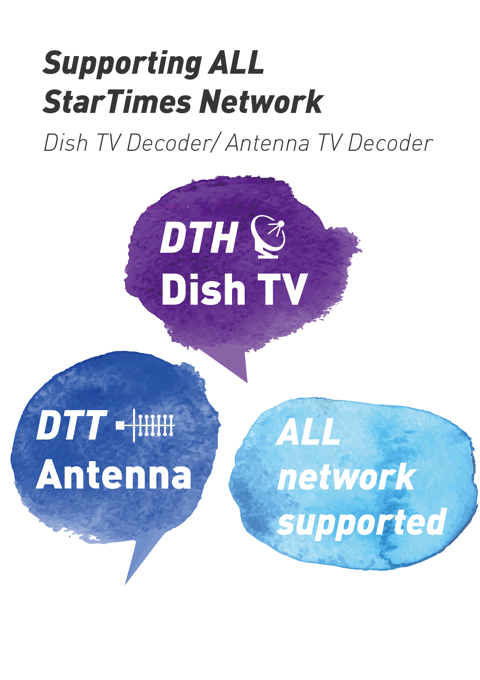 Supporting ALL
StarTimes Network
Dish TV Decoder/ Antenna TV Decoder
DTH
Dish TV
DTT
Antenna
ALL
network
supported